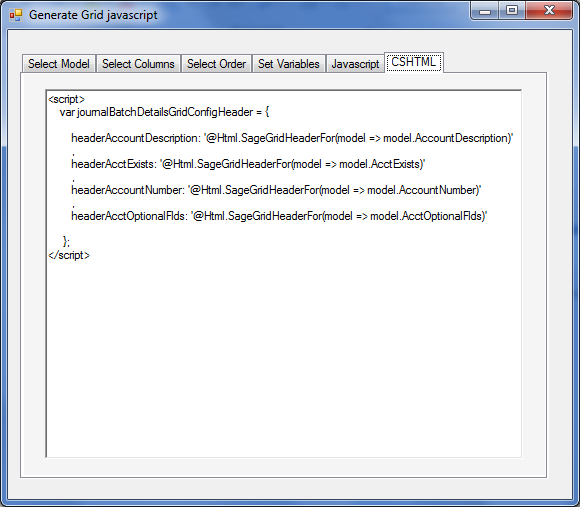 Generate Grid javascript
Select Model Select Columns Select Order Set Variables Javascript CSHTML
<script>
var journalBatchDetailsGridConfigHeader = {
headerAccountDescription: '@Html.SageGridHeaderFor(model => model.AccountDescription)'
,
headerAcctExists: '@Html.SageGridHeaderFor(model => model.AcctExists)'
,
headerAccountNumber: '@Html.SageGridHeaderFor(model => model.AccountNumber)'
,
headerAcctOptionalFlds: '@Html.SageGridHeaderFor(model => model.AcctOptionalFlds)'
};
</script>